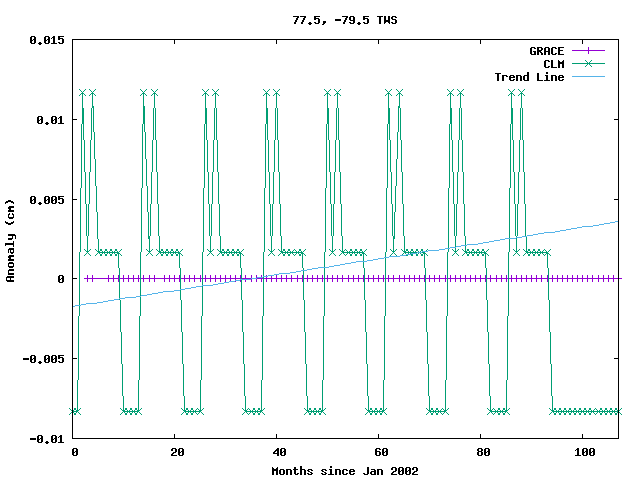 77.5, -79.5 TWS
0.015
GRACE
CLM
Trend Line
0.01
0.005
Anomaly (cm)
0
-0.005
-0.01
0 20 40 60 80 100
Months since Jan 2002